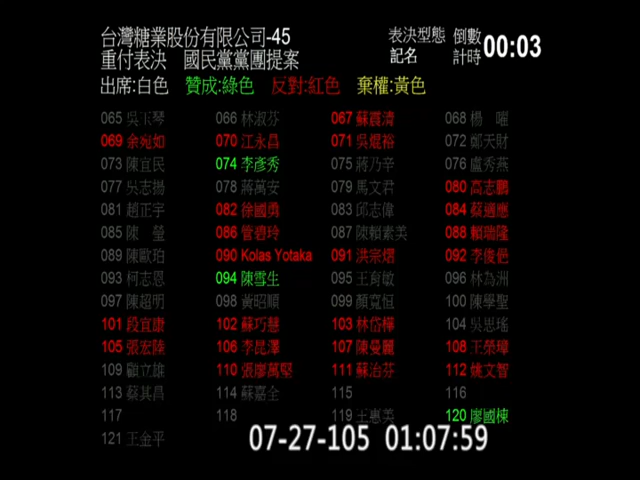 台灣糖業股份有限公司-45
重付表決 國民黨黨團提案
表決型態 記名
倒數計時 00:03
出席:白色 贊成:綠色 反對:紅色 棄權:黃色
065 吳玉琴 066 林淑芬 067 蘇震清 068 楊 曜
069 余宛如 070 江永昌 071 吳焜裕 072 鄭天財
073 陳宜民 074 李彥秀 075 蔣乃辛 076 盧秀燕
077 吳志揚 078 蔣萬安 079 馬文君 080 高志鵬
081 趙正宇 082 徐國勇 083 邱志偉 084 蔡適應
085 陳 瑩 086 管碧玲 087 陳賴素美 088 賴瑞隆
089 陳歐珀 090 Kolas Yotaka 091 洪宗熠 092 李俊俋
093 柯志恩 094 陳雪生 095 王育敏 096 林為洲
097 陳超明 098 黃昭順 099 顏寬恒 100 陳學聖
101 段宜康 102 蘇巧慧 103 林岱樺 104 吳思瑤
105 張宏陸 106 李昆澤 107 陳曼麗 108 王榮璋
109 顧立雄 110 張廖萬堅 111 蘇治芬 112 姚文智
113 蔡其昌 114 蘇嘉全 115 116
117 118 119 王惠美 120 廖國棟
121 王金平
07-27-105 01:07:59